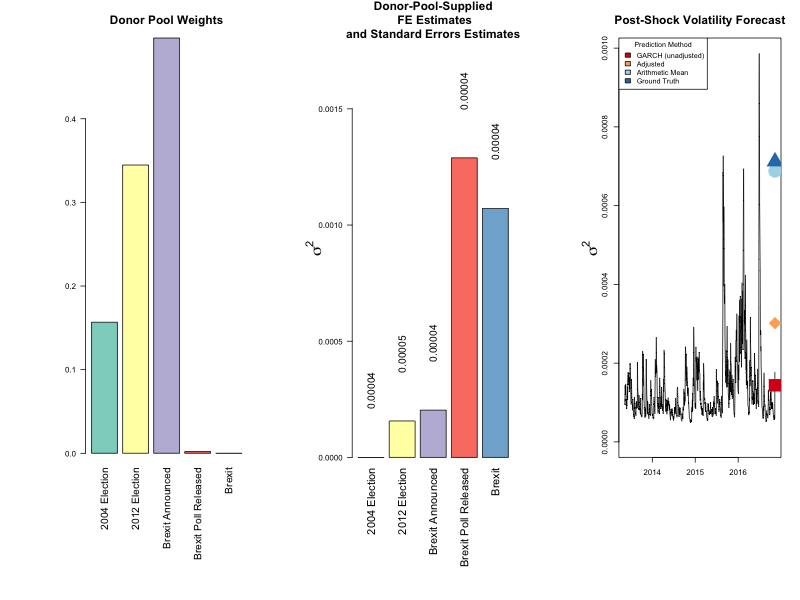 Donor Pool Weights
0.4
0.3
0.2
0.1
0.0
2004 Election
2012 Election
Brexit Announced
Brexit Poll Released
Brexit
Donor-Pool-Supplied
FE Estimates
and Standard Errors Estimates
σ2
0.0015
0.0010
0.0005
0.0000
0.00004
0.00005
0.00004
0.00004
0.00004
2004 Election
2012 Election
Brexit Announced
Brexit Poll Released
Brexit
Post-Shock Volatility Forecast
σ2
0.0010
0.0008
0.0006
0.0004
0.0002
0.0000
Prediction Method
GARCH (unadjusted)
Adjusted
Arithmetic Mean
Ground Truth
2014
2015
2016